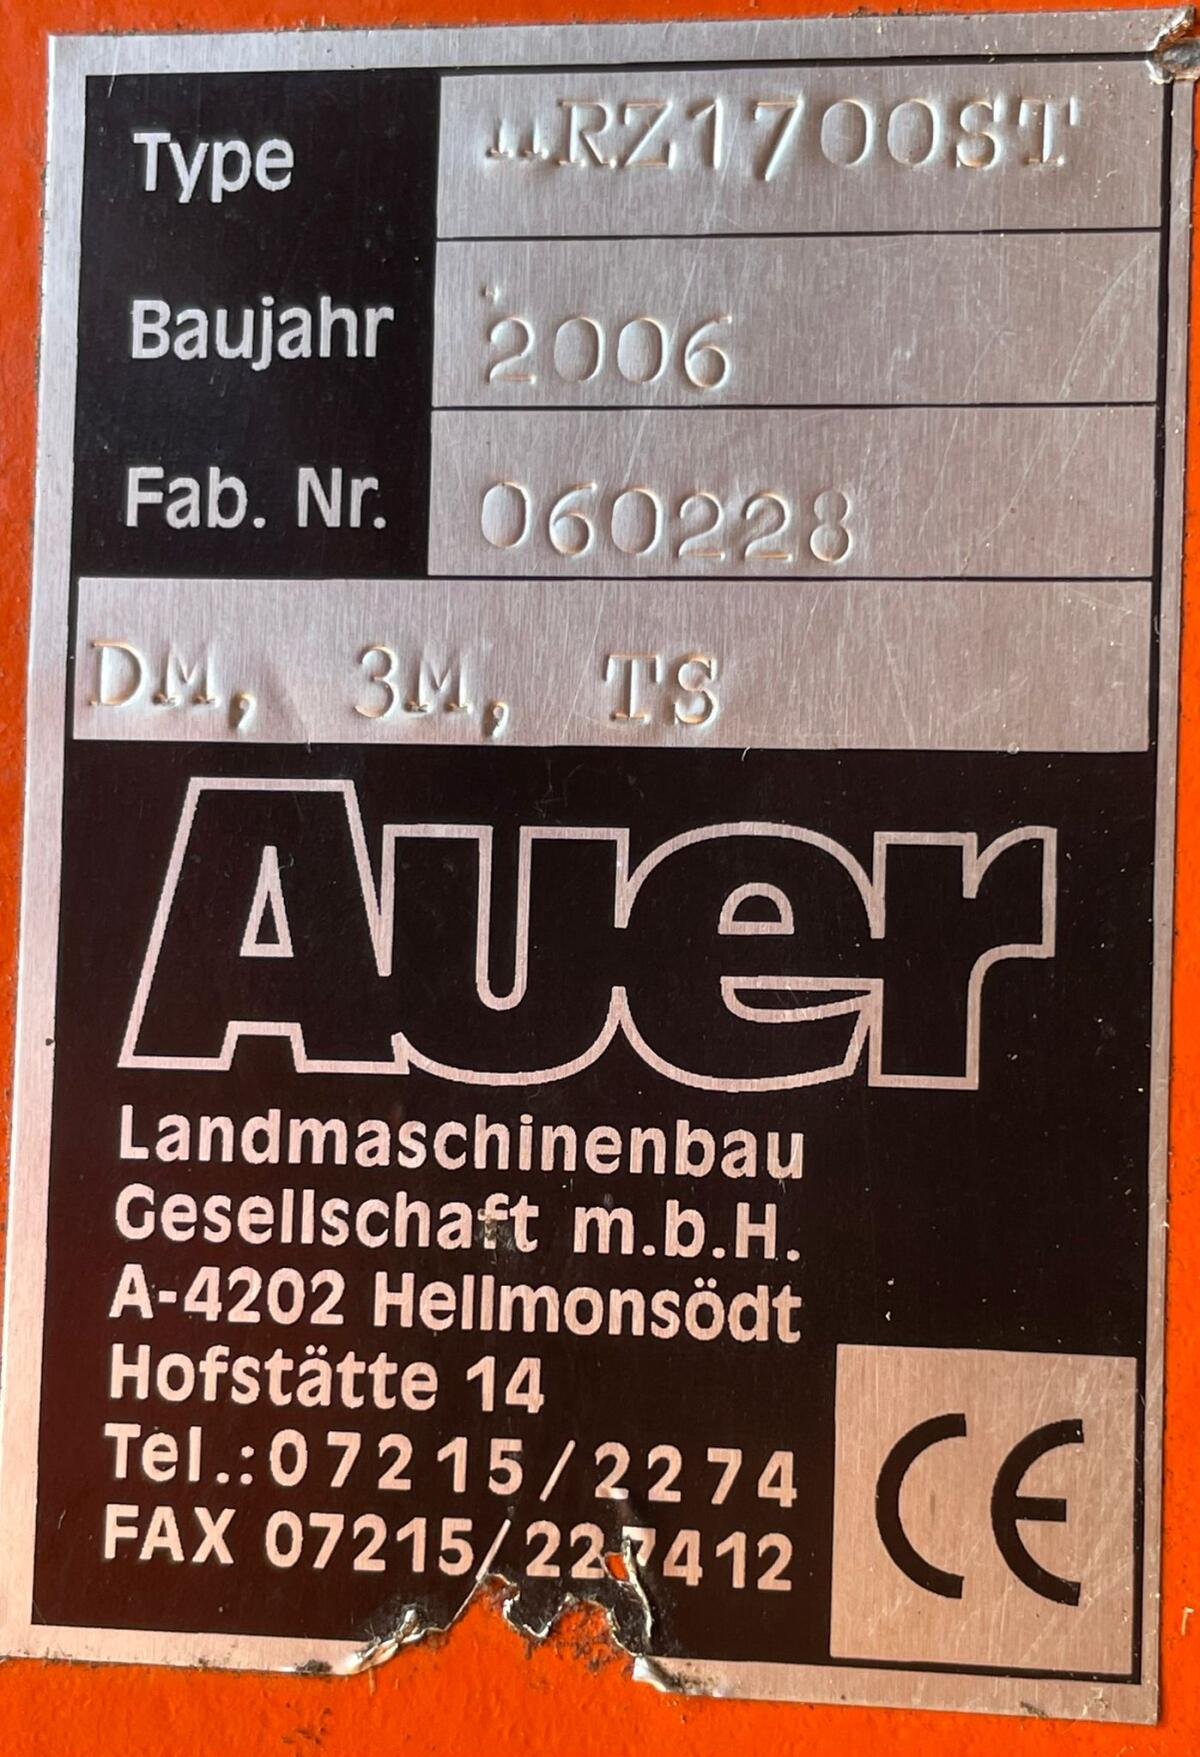 Type RZ1700ST
Baujahr 2006
Fab. Nr. 060228
DM, 3M, TS
Auer
Landmaschinenbau
Gesellschaft m.b.H.
A-4202 Hellmonsödt
Hofstätte 14
Tel.: 07215/2274
FAX 07215/227412
CE